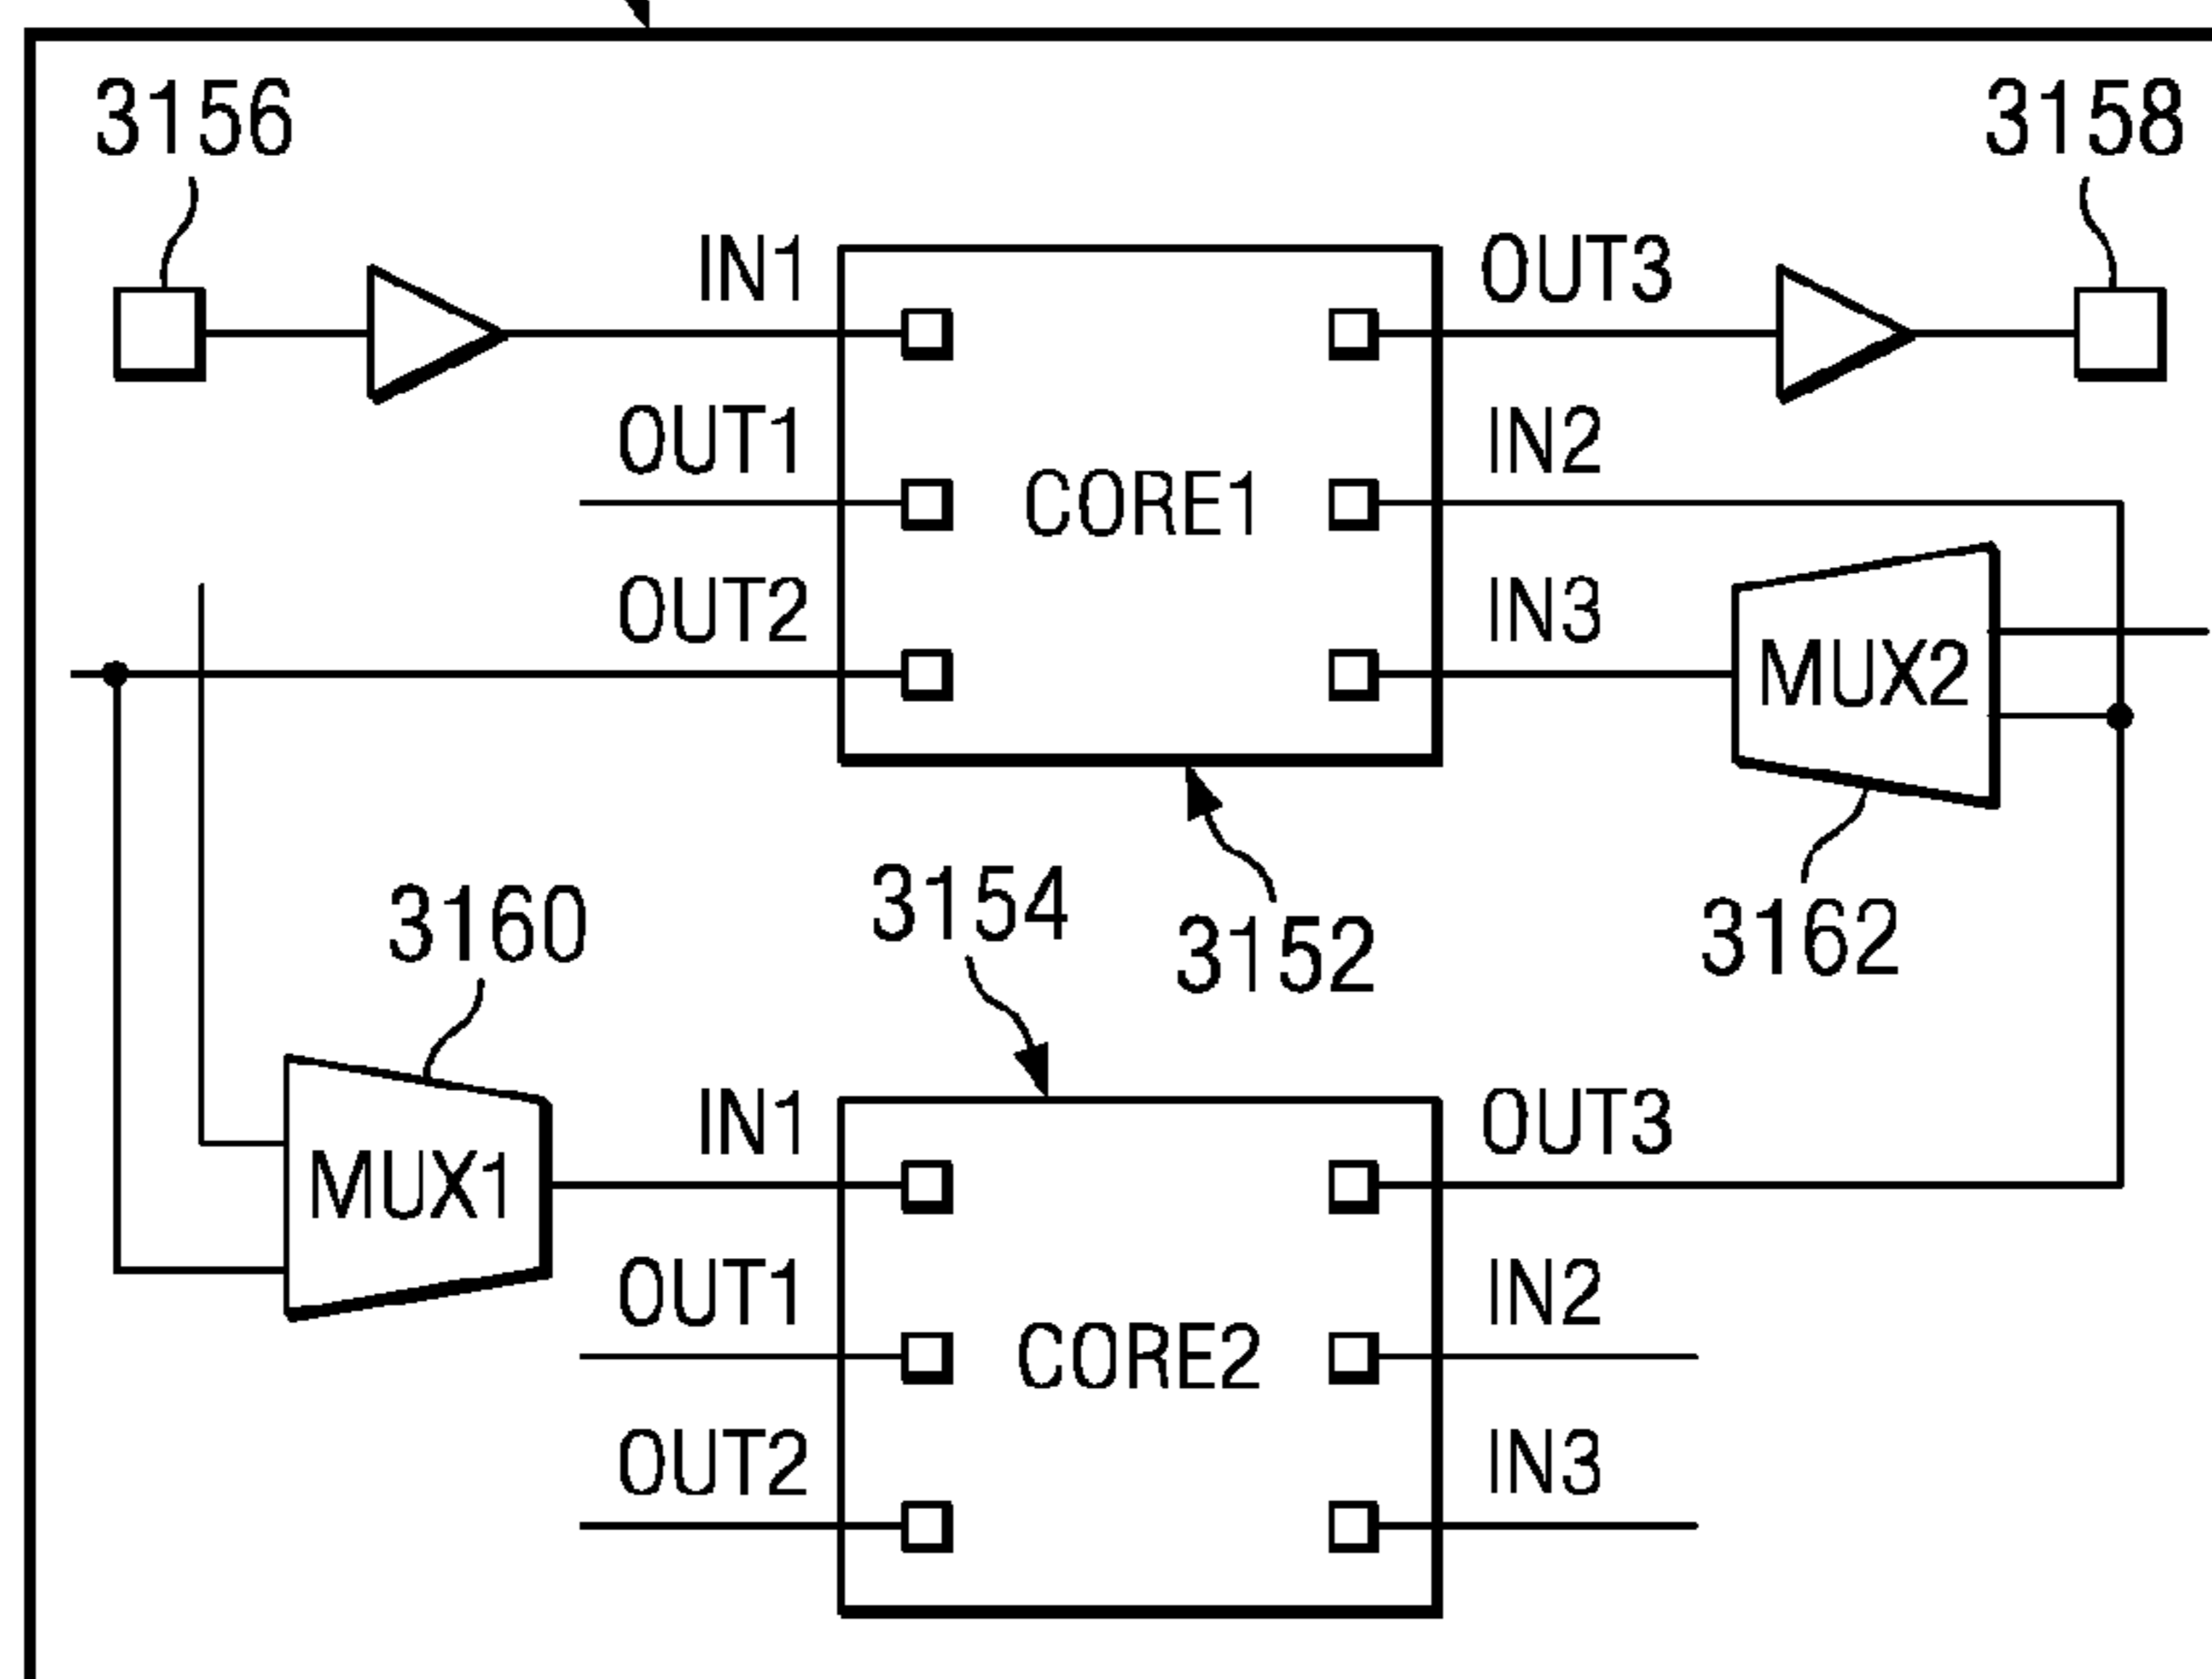 3156 3158
IN1 OUT3
OUT1 IN2
CORE1
OUT2 IN3
MUX2
3160 3154 3152 3162
IN1 OUT3
MUX1
OUT1 IN2
CORE2
OUT2 IN3